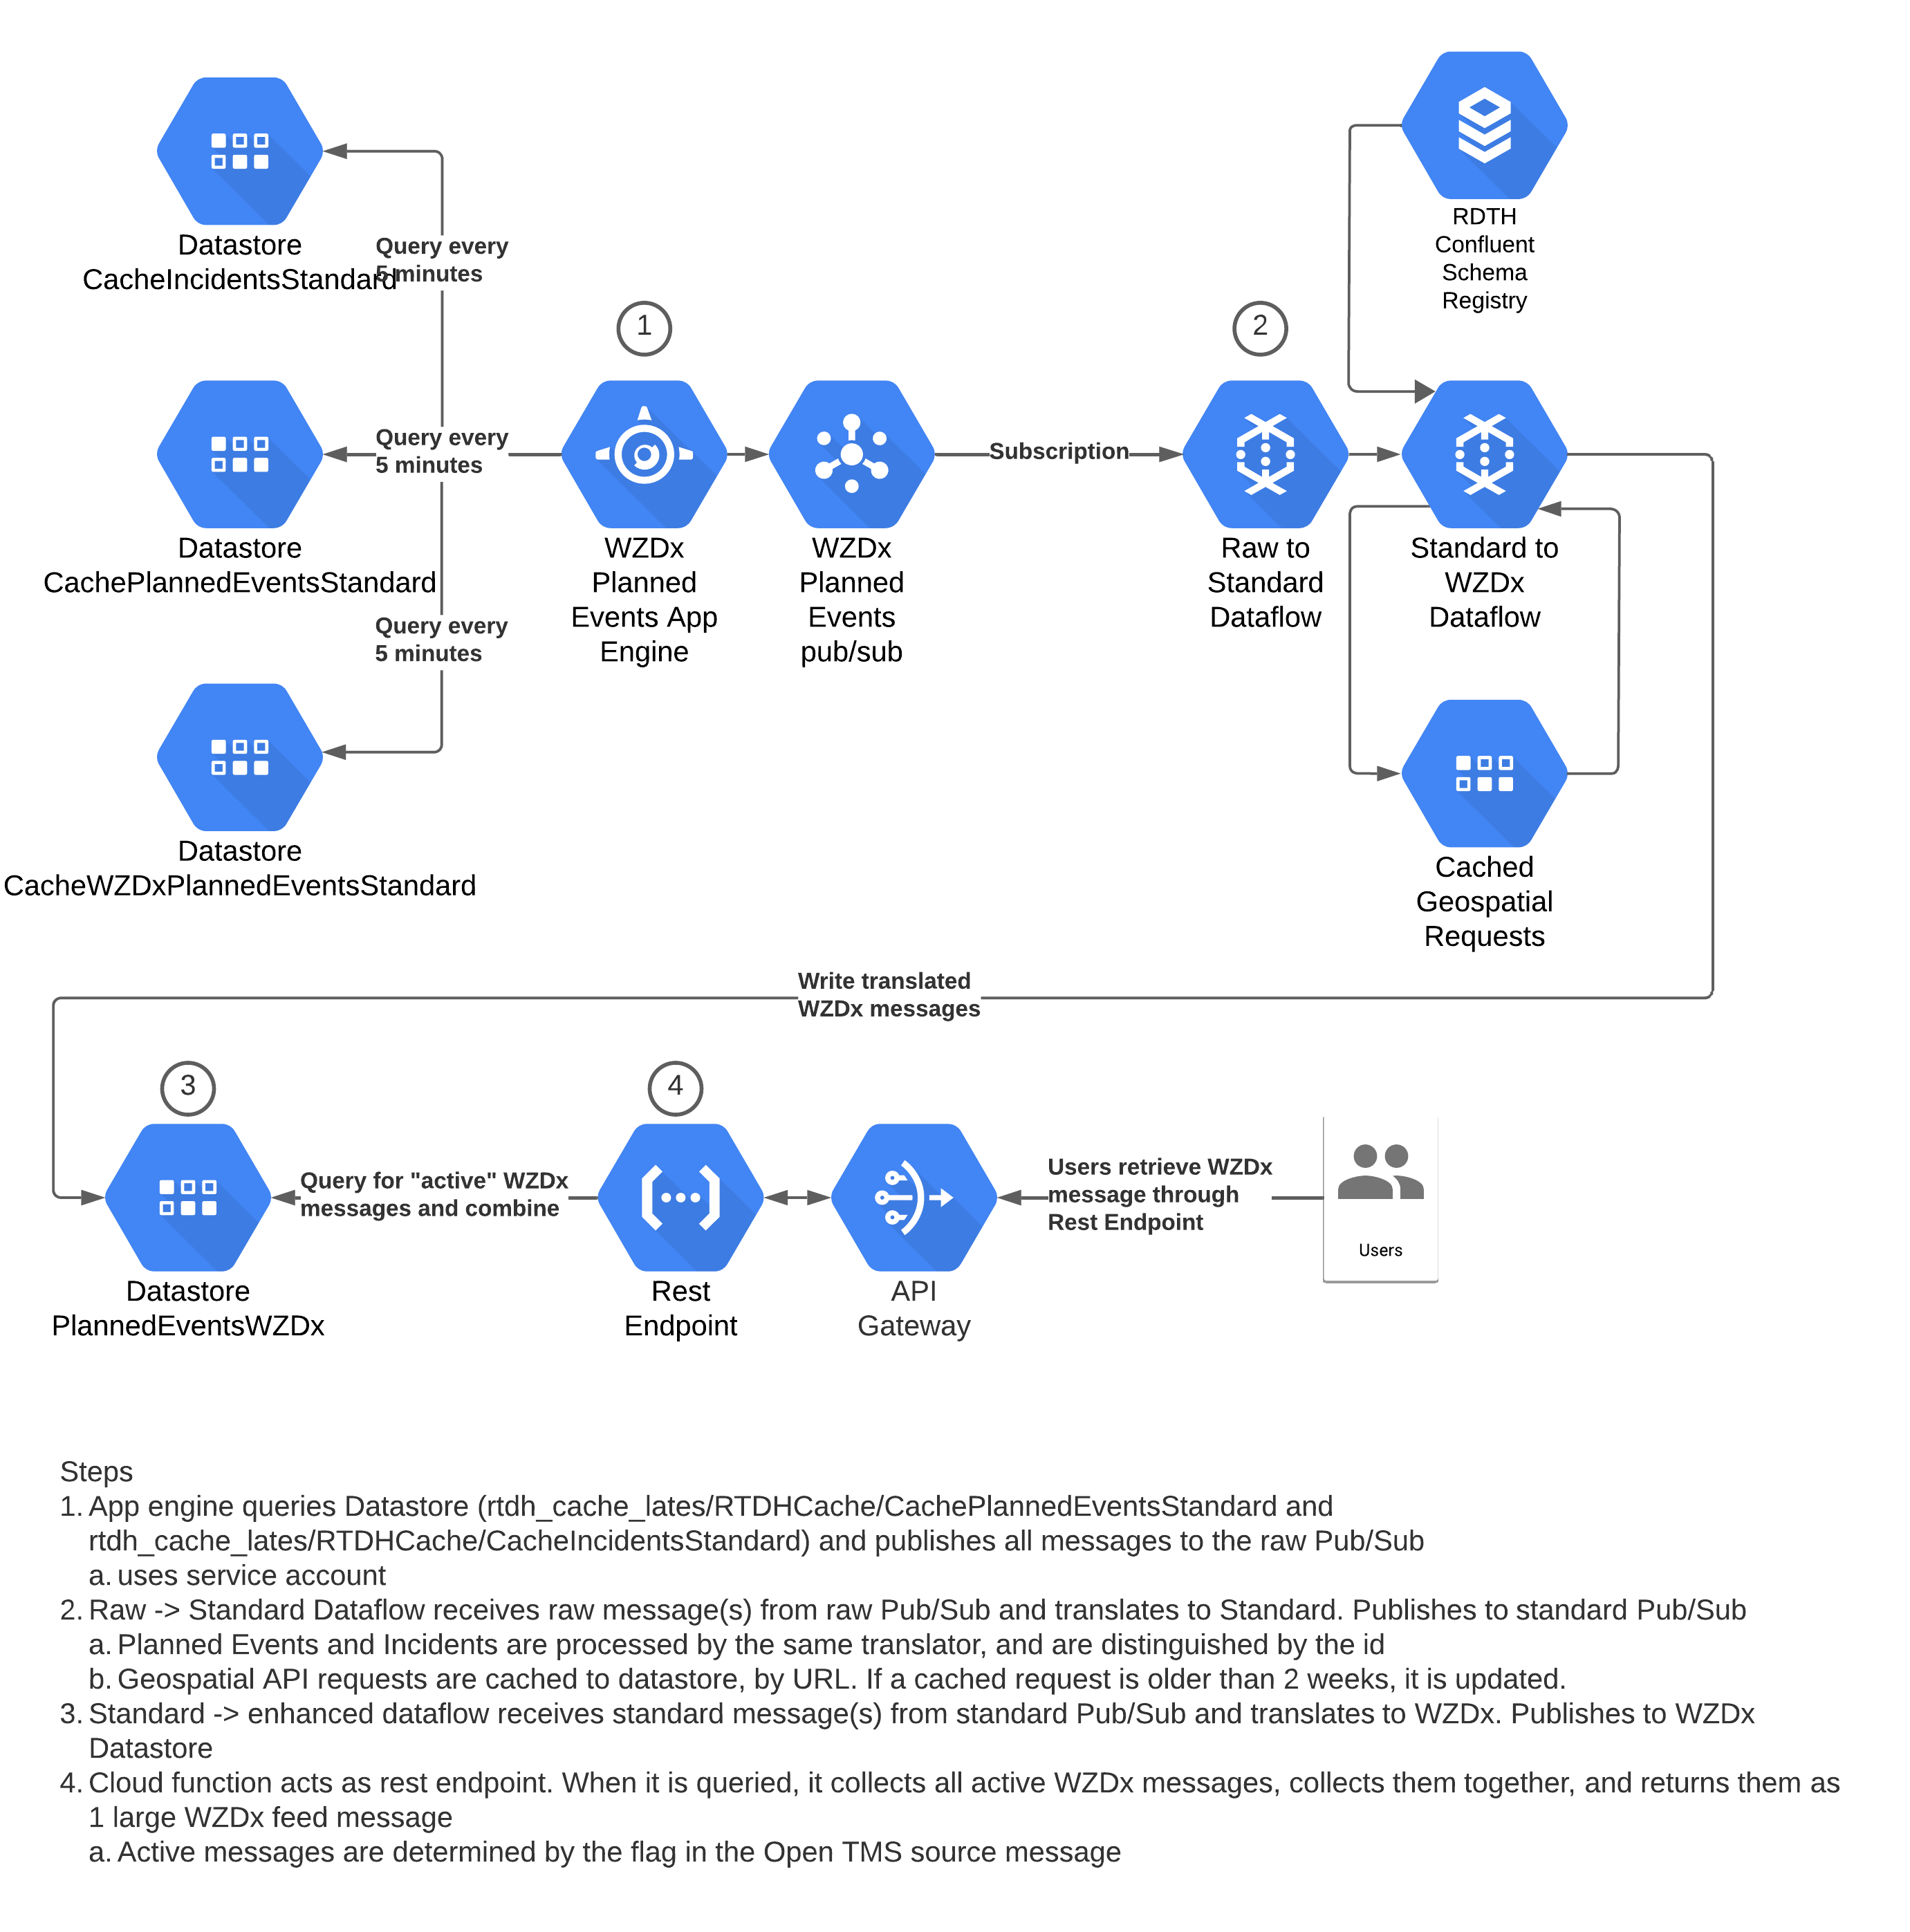 RDTH
Confluent
Schema
Registry
Datastore
CacheIncidentsStandard
Query every
5 minutes
1
2
Query every
5 minutes
Subscription
Datastore
CachePlannedEventsStandard
WZDx
Planned
Events App
Engine
WZDx
Planned
Events
pub/sub
Raw to
Standard
Dataflow
Standard to
WZDx
Dataflow
Query every
5 minutes
Datastore
CacheWZDxPlannedEventsStandard
Cached
Geospatial
Requests
Write translated
WZDx messages
3
4
Query for "active" WZDx
messages and combine
Users retrieve WZDx
message through
Rest Endpoint
Users
Datastore
PlannedEventsWZDx
Rest
Endpoint
API
Gateway
Steps
1. App engine queries Datastore (rtdh_cache_lates/RTDHCache/CachePlannedEventsStandard and
rtdh_cache_lates/RTDHCache/CacheIncidentsStandard) and publishes all messages to the raw Pub/Sub
a. uses service account
2. Raw -> Standard Dataflow receives raw message(s) from raw Pub/Sub and translates to Standard. Publishes to standard Pub/Sub
a. Planned Events and Incidents are processed by the same translator, and are distinguished by the id
b. Geospatial API requests are cached to datastore, by URL. If a cached request is older than 2 weeks, it is updated.
3. Standard -> enhanced dataflow receives standard message(s) from standard Pub/Sub and translates to WZDx. Publishes to WZDx
Datastore
4. Cloud function acts as rest endpoint. When it is queried, it collects all active WZDx messages, collects them together, and returns them as
1 large WZDx feed message
a. Active messages are determined by the flag in the Open TMS source message